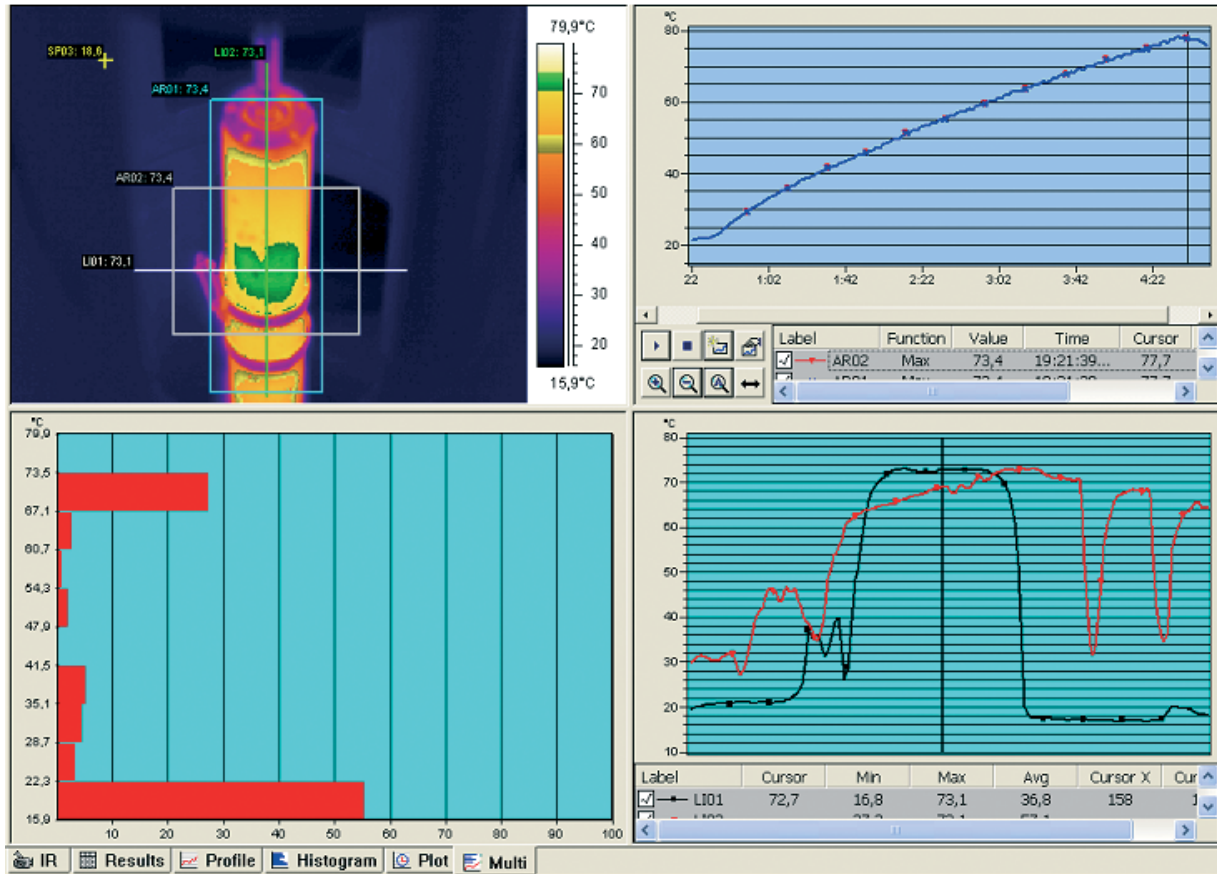 SP03: 18,6
LI02: 73,1
AR01: 73,4
AR02: 73,4
LI01: 73,1
79,9°C
70
60
50
40
30
20
15,9°C
°C
80
60
40
20
22 1:02 1:42 2:22 3:02 3:42 4:22
Label Function Value Time Cursor
AR02 Max 73,4 19:21:39... 77,7
°C
79,9
73,5
67,1
60,7
54,3
47,9
41,5
35,1
28,7
22,3
15,9
10 20 30 40 50 60 70 80 90 100
°C
80
70
60
50
40
30
20
10
Label Cursor Min Max Avg Cursor X Cur
LI01 72,7 16,8 73,1 36,8 158 1
IR Results Profile Histogram Plot Multi